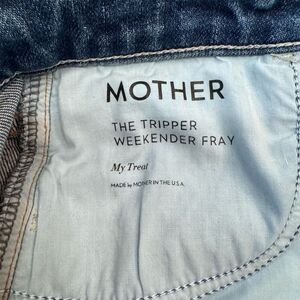 MOTHER
THE TRIPPER
WEEKENDER FRAY
My Treat
MADE by MOTHER IN THE U.S.A.